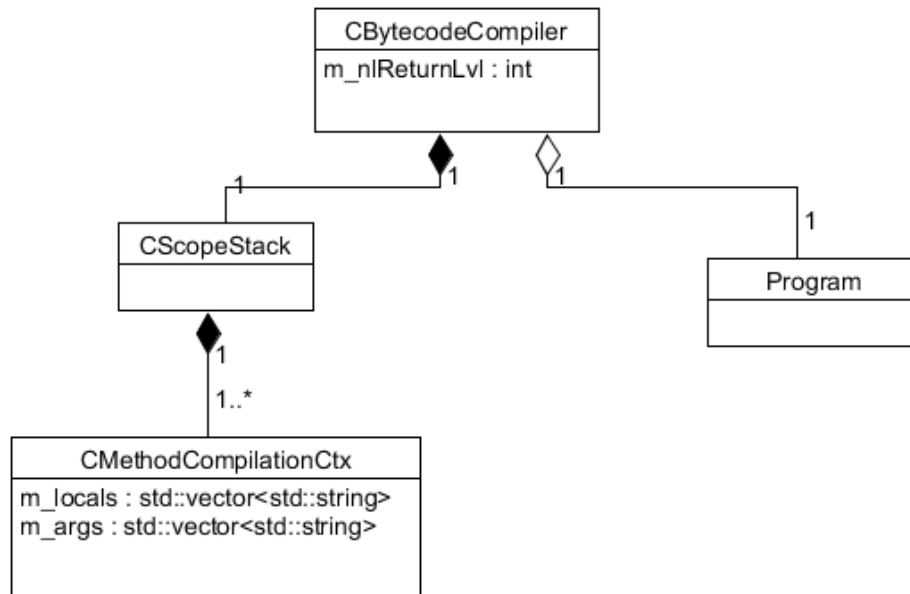 CBytecodeCompiler
m_nlReturnLvl : int
1
1
1
1
CScopeStack
Program
1
1..*
CMethodCompilationCtx
m_locals : std::vector<std::string>
m_args : std::vector<std::string>